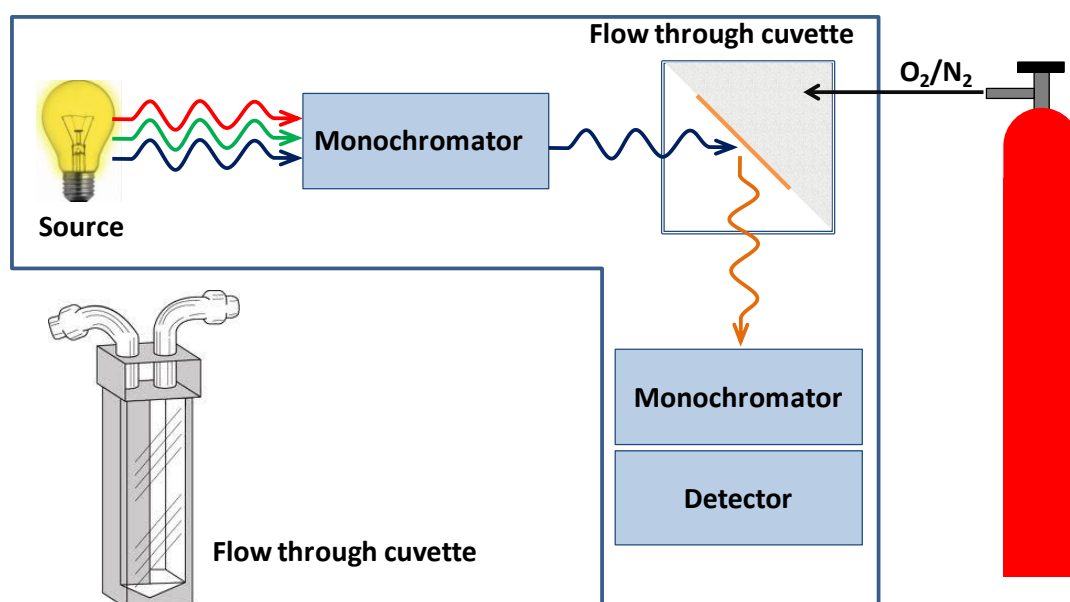 Flow through cuvette
O₂/N₂
Monochromator
Source
Monochromator
Detector
Flow through cuvette